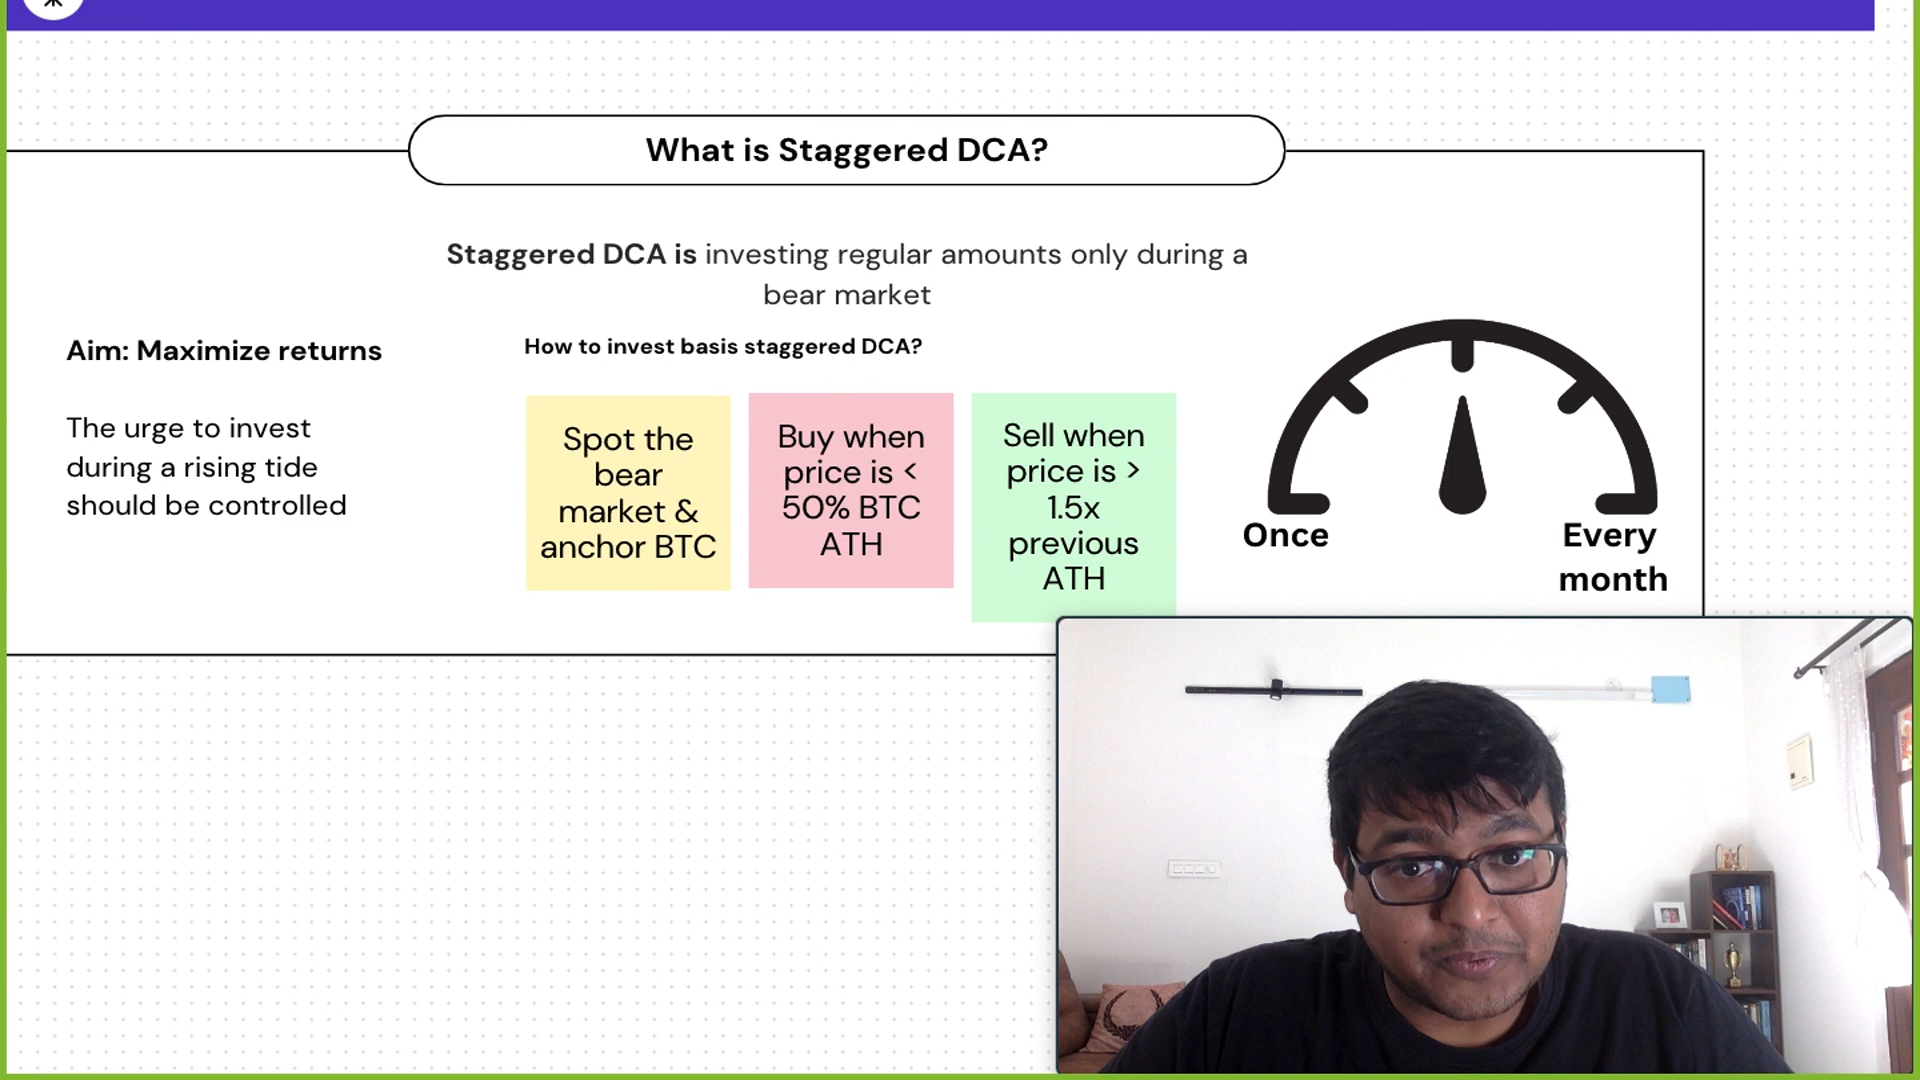 What is Staggered DCA?
Staggered DCA is investing regular amounts only during a
bear market
Aim: Maximize returns
The urge to invest
during a rising tide
should be controlled
How to invest basis staggered DCA?
Spot the
bear
market &
anchor BTC
Buy when
price is <
50% BTC
ATH
Sell when
price is >
1.5x
previous
ATH
Once
Every
month